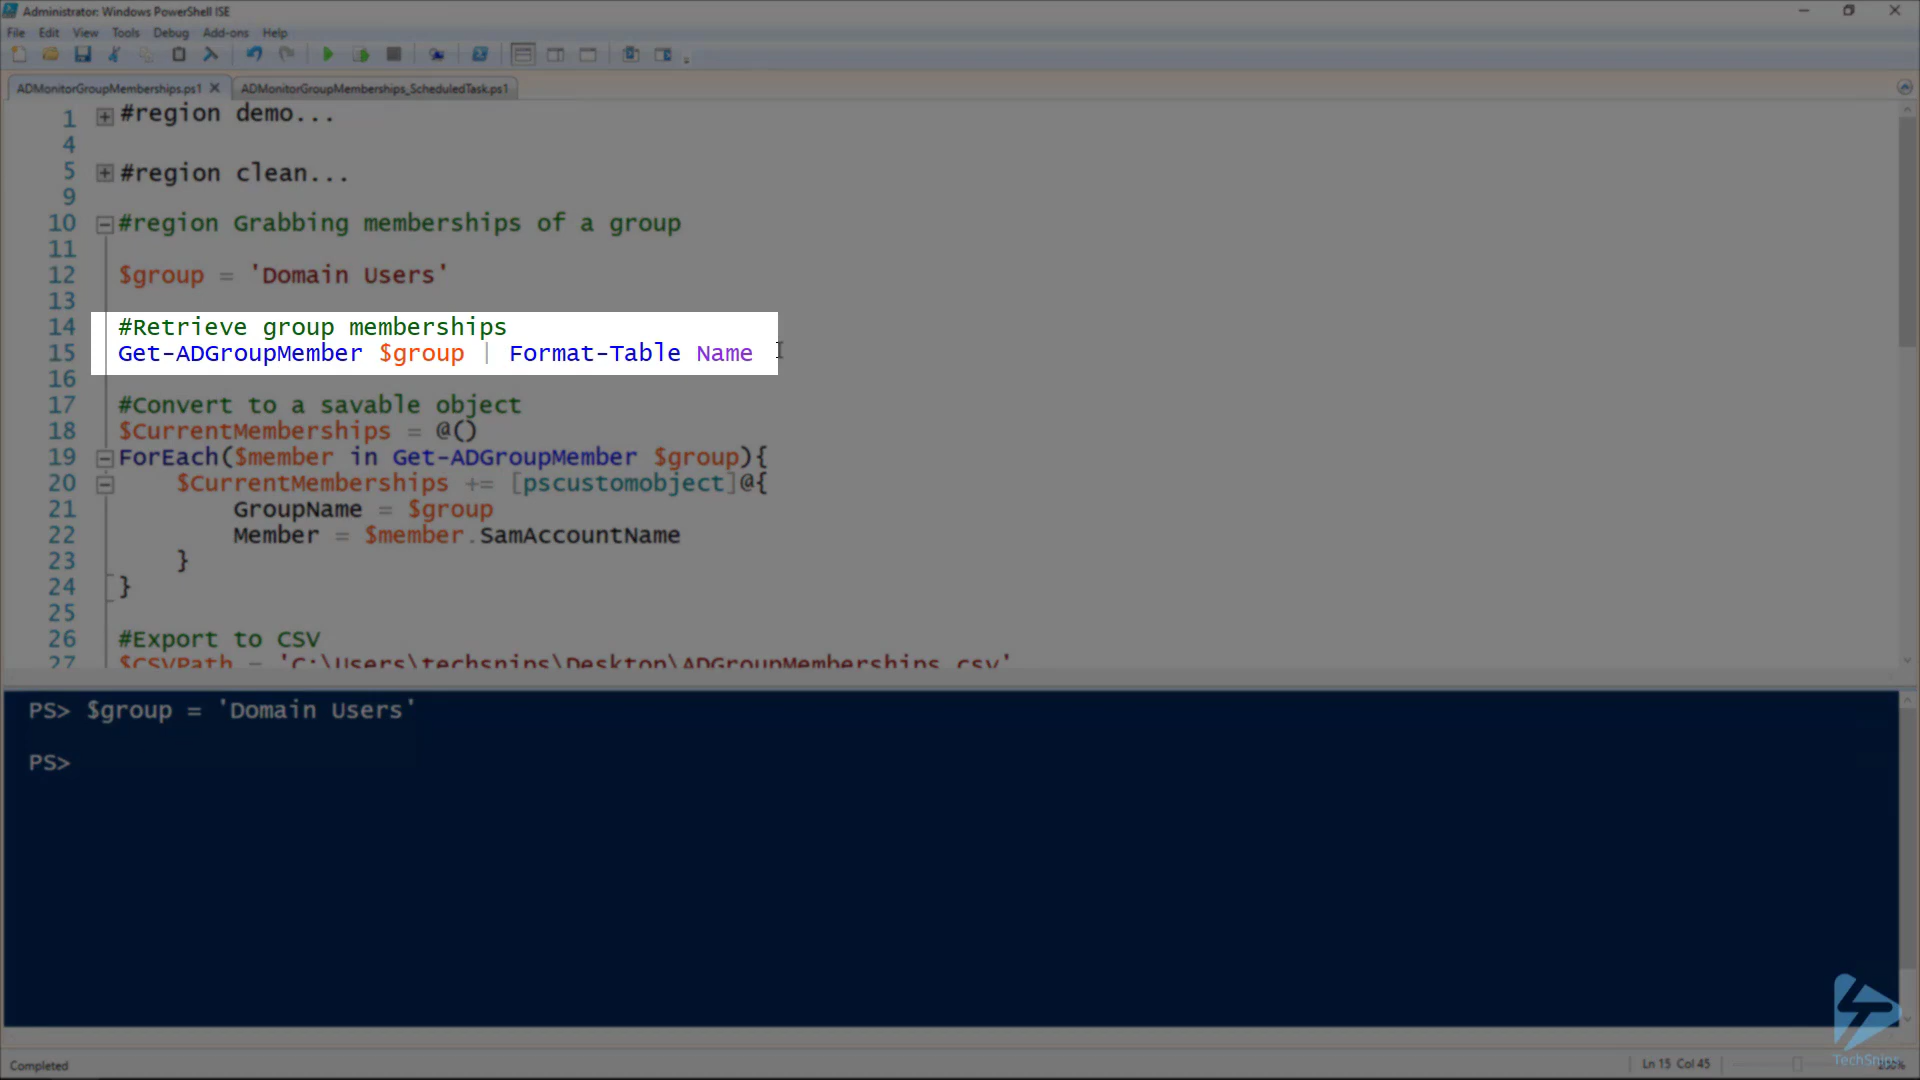 Administrator: Windows PowerShell ISE
File Edit View Tools Debug Add-ons Help
ADMonitorGroupMemberships.ps1 ADMonitorGroupMemberships_ScheduledTask.ps1
1 #region demo...
4
5 #region clean...
9
10 #region Grabbing memberships of a group
11
12 $group = 'Domain Users'
13
14 #Retrieve group memberships
15 Get-ADGroupMember $group | Format-Table Name
16
17 #Convert to a savable object
18 $CurrentMemberships = @()
19 ForEach($member in Get-ADGroupMember $group){
20 $CurrentMemberships += [pscustomobject]@{
21 GroupName = $group
22 Member = $member.SamAccountName
23 }
24 }
25
26 #Export to CSV
27 $CSVPath = 'C:\Users\techsnips\Desktop\ADGroupMemberships.csv'
PS> $group = 'Domain Users'
PS>
TechSnips
Completed Ln 15 Col 45